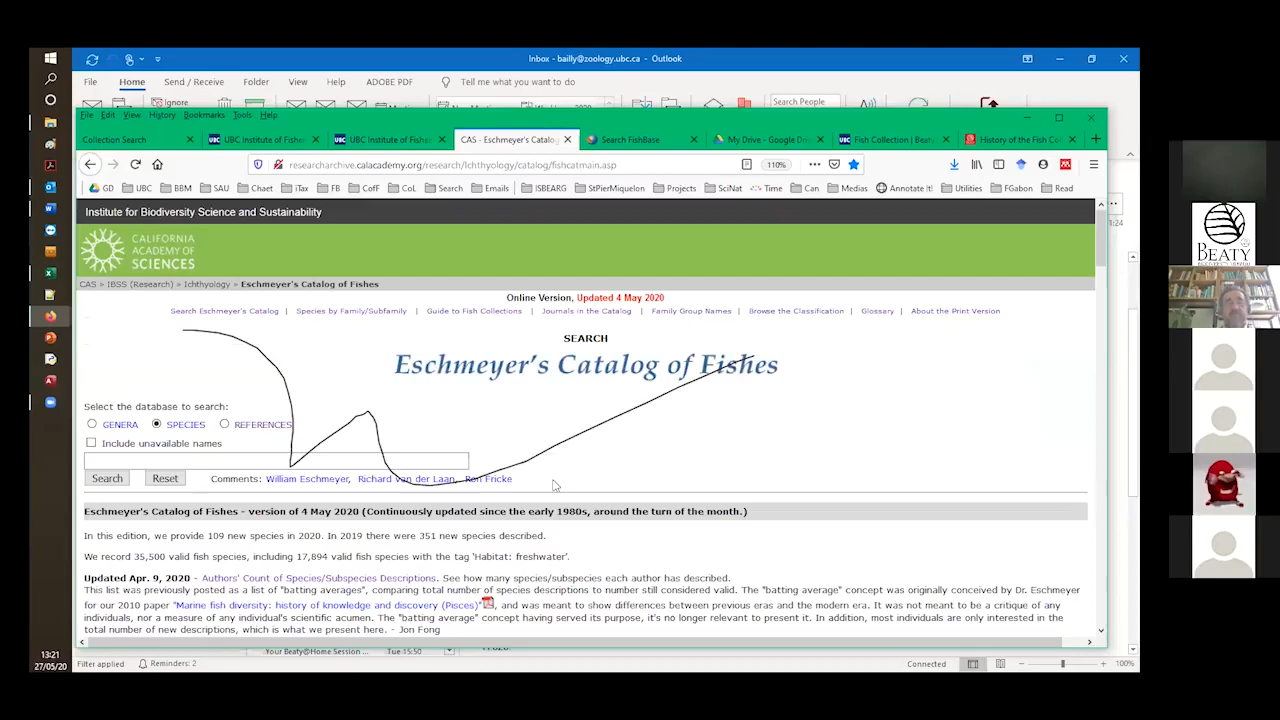 Inbox - bailly@zoology.ubc.ca - Outlook
File Home Send / Receive Folder View Help ADOBE PDF Tell me what you want to do
Ignore
Search People
File Edit View History Bookmarks Tools Help
Collection Search
UBC Institute of Fisher
UBC Institute of Fisher
CAS - Eschmeyer's Catalog
Search FishBase
My Drive - Google Dri
Fish Collection | Beaty
History of the Fish Col
researcharchive.calacademy.org/research/ichthyology/catalog/fishcatmain.asp
110%
GD UBC BBM SAU Chaet iTax FB CofF CoL Search Emails ISBEARG StPierMiquelon Projects SciNat Time Can Medias Annotate It! Utilities FGabon Read
Institute for Biodiversity Science and Sustainability
1:24
CALIFORNIA
ACADEMY OF
SCIENCES
CAS » IBSS (Research) » Ichthyology » Eschmeyer's Catalog of Fishes
Online Version, Updated 4 May 2020
Search Eschmeyer's Catalog | Species by Family/Subfamily | Guide to Fish Collections | Journals in the Catalog | Family Group Names | Browse the Classification | Glossary | About the Print Version
SEARCH
Eschmeyer's Catalog of Fishes
Select the database to search:
GENERA SPECIES REFERENCES
Include unavailable names
Search Reset Comments: William Eschmeyer, Richard van der Laan, Ron Fricke
Eschmeyer's Catalog of Fishes - version of 4 May 2020 (Continuously updated since the early 1980s, around the turn of the month.)
In this edition, we provide 109 new species in 2020. In 2019 there were 351 new species described.
We record 35,500 valid fish species, including 17,894 valid fish species with the tag 'Habitat: freshwater'.
Updated Apr. 9, 2020 - Authors' Count of Species/Subspecies Descriptions. See how many species/subspecies each author has described.
This list was previously posted as a list of "batting averages", comparing total number of species descriptions to number still considered valid. The "batting average" concept was originally conceived by Dr. Eschmeyer
for our 2010 paper "Marine fish diversity: history of knowledge and discovery (Pisces)", and was meant to show differences between previous eras and the modern era. It was not meant to be a critique of any
individuals, nor a measure of any individual's scientific acumen. The "batting average" concept having served its purpose, it's no longer relevant to present it. In addition, most individuals are only interested in the
total number of new descriptions, which is what we present here. - Jon Fong
Your Beaty@Home Session ... Tue 15:50
13:21
27/05/20
Filter applied Reminders: 2 Connected 100%
BEATY